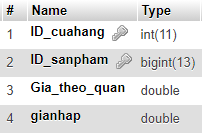 # Name Type
1 ID_cuahang int(11)
2 ID_sanpham bigint(13)
3 Gia_theo_quan double
4 gianhap double